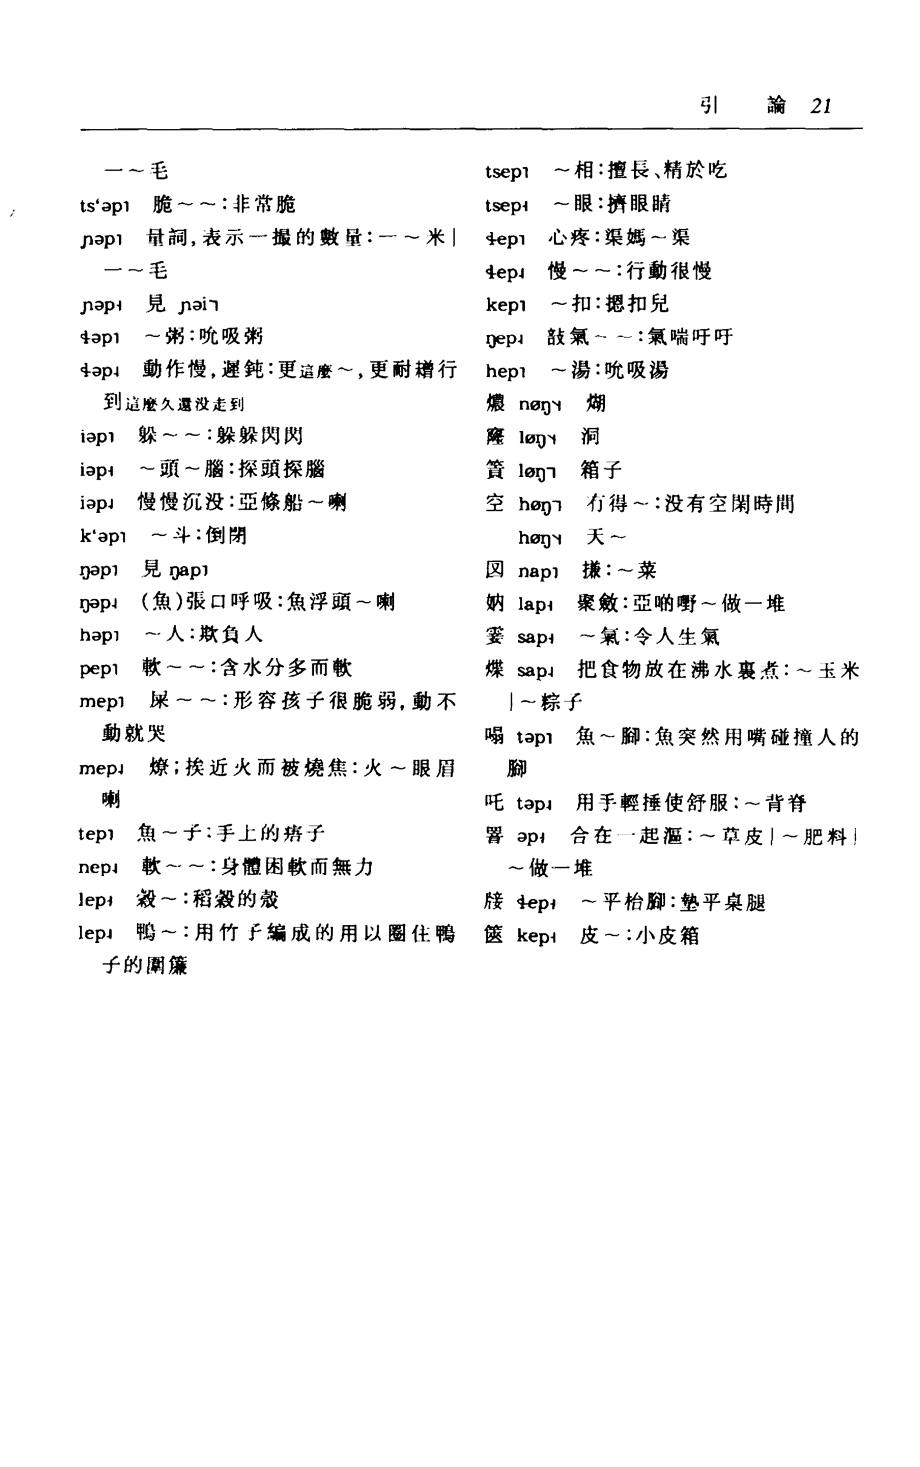 引　論 21
一～毛
ts‘əp˥ 脆～～:非常脆
ɲəp˥ 量詞,表示一撮的數量:一～米|
一～毛
ɲəp˧ 見 ɲəi˥
ɬəp˥ ～粥:吮吸粥
ɬəp˨ 動作慢,遲鈍:更這麼～,更耐增行
到這麼久還没走到
iəp˥ 躲～～:躲躲閃閃
iəp˧ ～頭～腦:探頭探腦
iəp˨ 慢慢沉没:亞條船～喇
k‘əp˥ ～斗:倒閉
ŋəp˥ 見 ŋap˥
ŋəp˨ (魚)張口呼吸:魚浮頭～喇
həp˥ ～人:欺負人
pep˥ 軟～～:含水分多而軟
mep˥ 屎～～:形容孩子很脆弱,動不
動就哭
mep˨ 燎;挨近火而被燒焦:火～眼眉
喇
tep˥ 魚～子:手上的痞子
nep˨ 軟～～:身體困軟而無力
lep˧ 穀～:稻穀的殼
lep˨ 鴨～:用竹子編成的用以圈住鴨
子的圍簾
tsep˥ ～相:擅長、精於吃
tsep˧ ～眼:擠眼睛
ɬep˥ 心疼:渠媽～渠
ɬep˨ 慢～～:行動很慢
kep˥ ～扣:摁扣兒
ŋep˨ 敨氣～～:氣喘吁吁
hep˥ ～湯:吮吸湯
燶 nøŋ 煳
窿 løŋ 洞
篢 løŋ˥ 箱子
空 høŋ˥ 冇得～:没有空閑時間
høŋ 天～
図 nap˥ 搛:～菜
妠 lap˧ 聚斂:亞啲嘢～做一堆
霎 sap˧ ～氣:令人生氣
煠 sap˨ 把食物放在沸水裏煮:～玉米
|～粽子
嗒 təp˥ 魚～腳:魚突然用嘴碰撞人的
腳
吒 təp˨ 用手輕捶使舒服:～背脊
署 əp˧ 合在一起漚:～草皮|～肥料|
～做一堆
椄 ɬep˧ ～平枱腳:墊平桌腿
篋 kep˧ 皮～:小皮箱